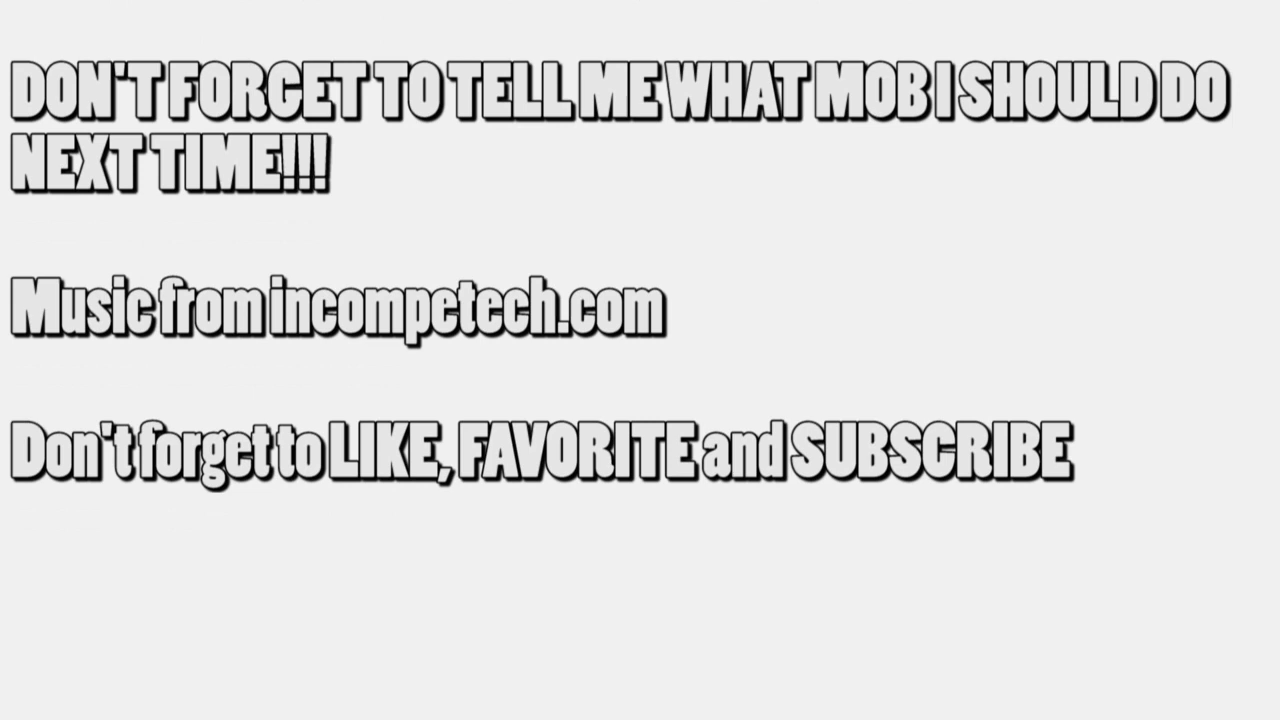 DON'T FORGET TO TELL ME WHAT MOB I SHOULD DO
NEXT TIME!!!
Music from incompetech.com
Don't forget to LIKE, FAVORITE and SUBSCRIBE